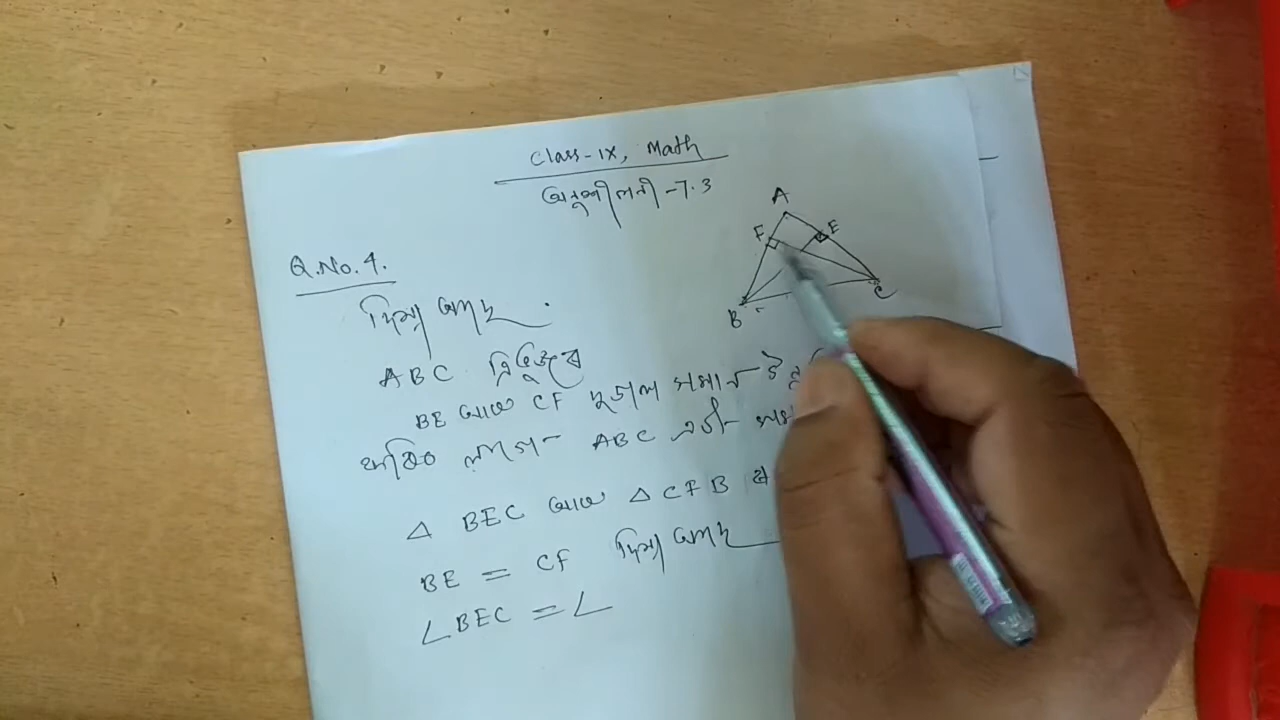 Class-IX, Math
অনুশীলনী-7.3
Q.No.4.
দিয়া আছে
A
F
E
B
C
ABC ত্রিভুজৰ
BE আৰু CF দুডাল সমান
ABC
Δ BEC আৰু Δ CFB ৰ
BE = CF দিয়া আছে
∠BEC = ∠